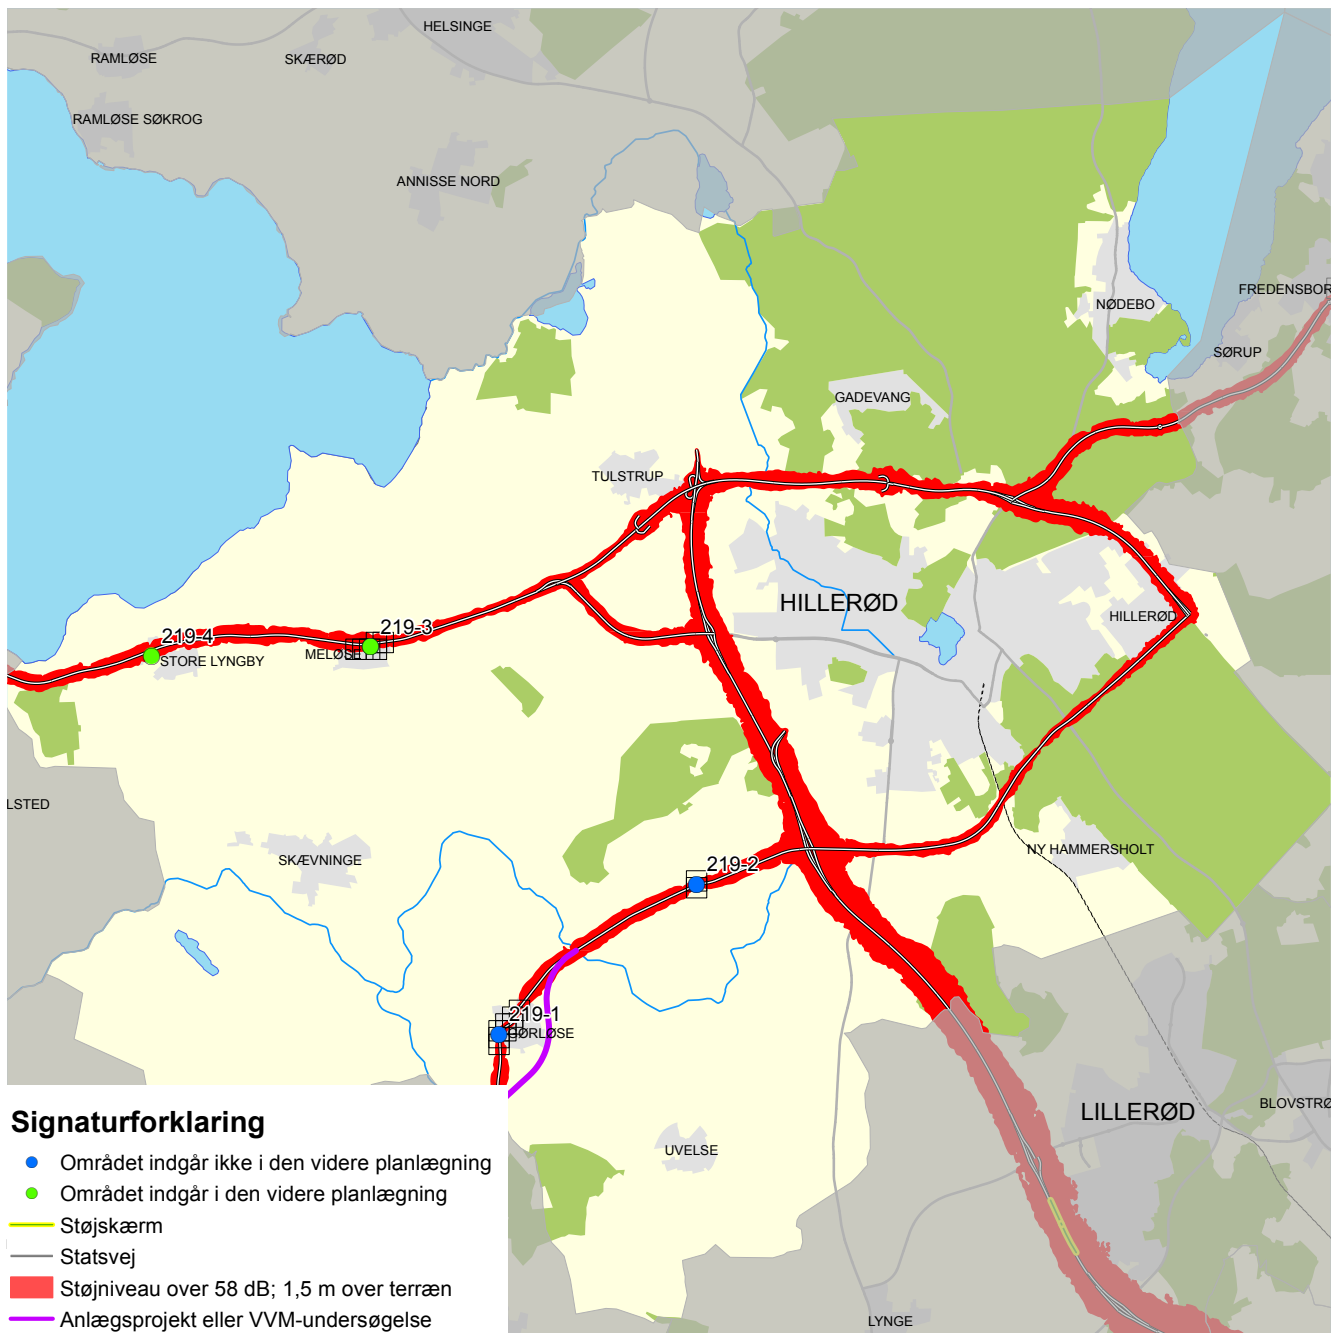 HELSINGE
RAMLØSE
SKÆRØD
RAMLØSE SØKROG
ANNISSE NORD
NØDEBO
FREDENSBOR
SØRUP
GADEVANG
TULSTRUP
HILLERØD
HILLERØD
219-4
219-3
STORE LYNGBY
MELØSE
LSTED
SKÆVNINGE
219-2
NY HAMMERSHOLT
219-1
GØRLØSE
LILLERØD
BLOVSTRØ
UVELSE
LYNGE
Signaturforklaring
Området indgår ikke i den videre planlægning
Området indgår i den videre planlægning
Støjskærm
Statsvej
Støjniveau over 58 dB; 1,5 m over terræn
Anlægsprojekt eller VVM-undersøgelse